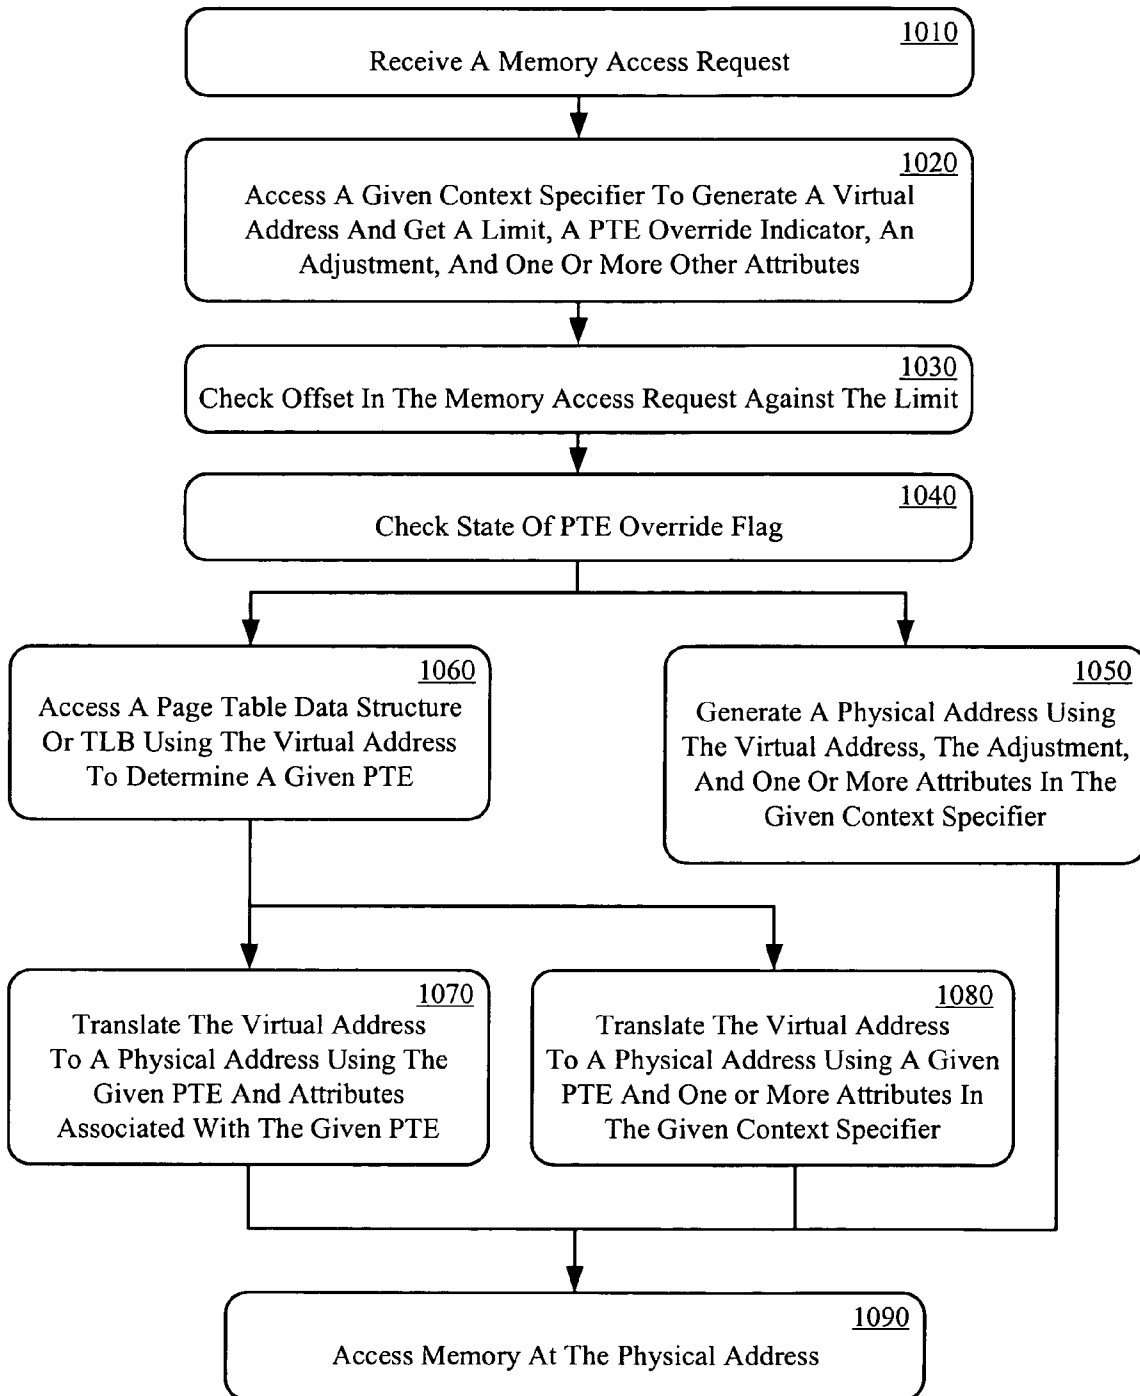 1010
Receive A Memory Access Request
1020
Access A Given Context Specifier To Generate A Virtual
Address And Get A Limit, A PTE Override Indicator, An
Adjustment, And One Or More Other Attributes
1030
Check Offset In The Memory Access Request Against The Limit
1040
Check State Of PTE Override Flag
1060
Access A Page Table Data Structure
Or TLB Using The Virtual Address
To Determine A Given PTE
1050
Generate A Physical Address Using
The Virtual Address, The Adjustment,
And One Or More Attributes In The
Given Context Specifier
1070
Translate The Virtual Address
To A Physical Address Using The
Given PTE And Attributes
Associated With The Given PTE
1080
Translate The Virtual Address
To A Physical Address Using A Given
PTE And One or More Attributes In
The Given Context Specifier
1090
Access Memory At The Physical Address